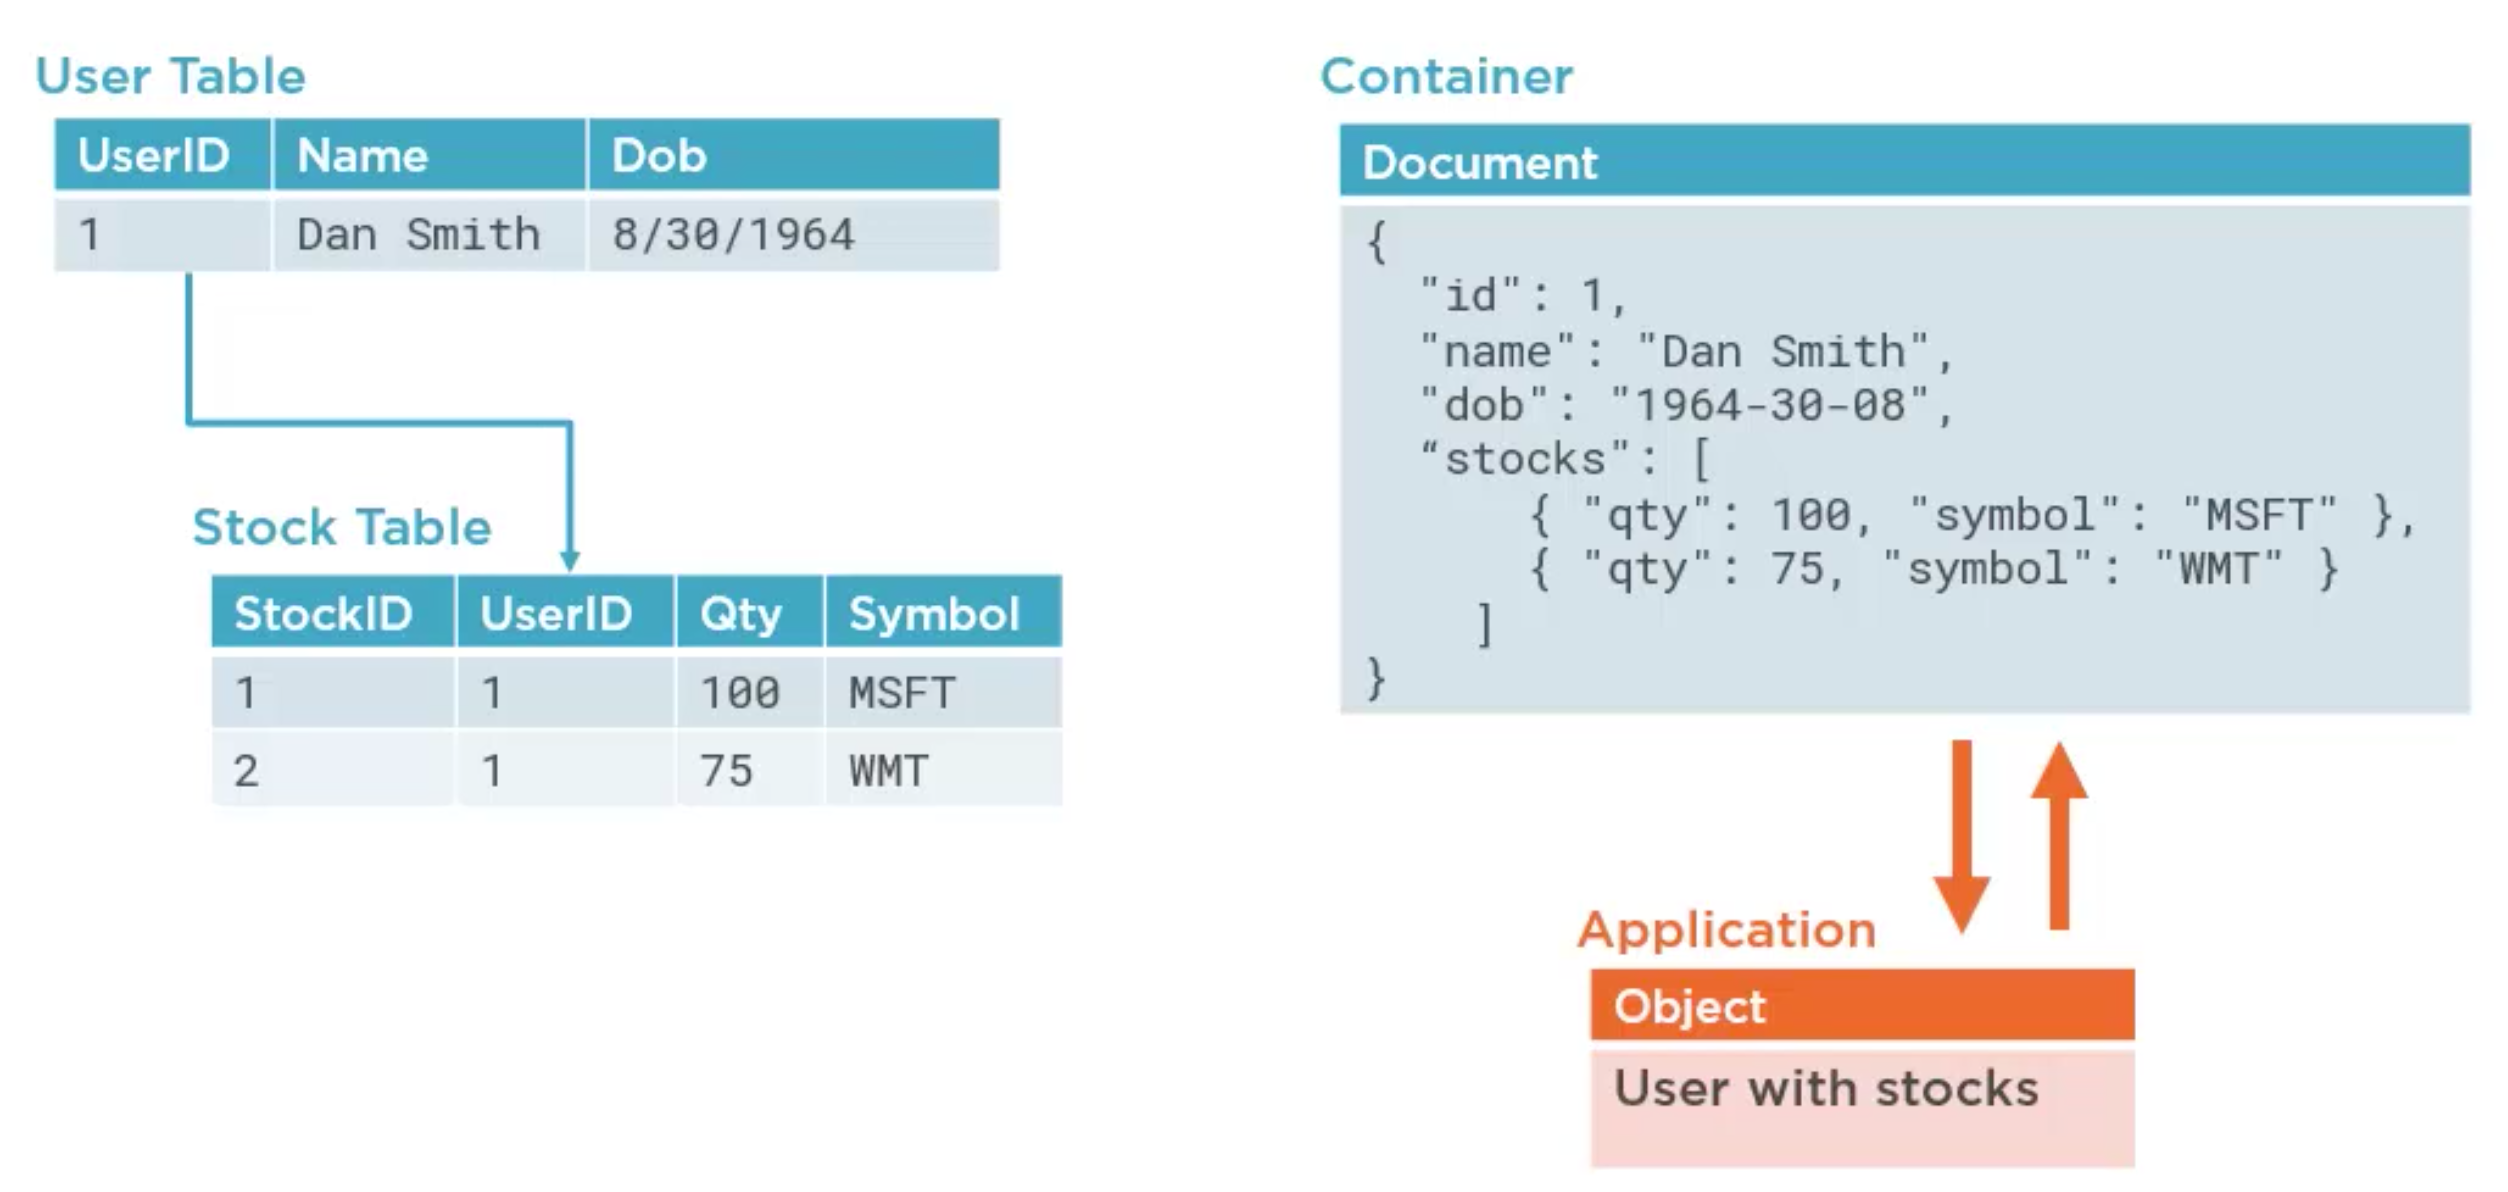 User Table
UserID Name Dob
1 Dan Smith 8/30/1964
Stock Table
StockID UserID Qty Symbol
1 1 100 MSFT
2 1 75 WMT
Container
Document
{
"id": 1,
"name": "Dan Smith",
"dob": "1964-30-08",
“stocks": [
{ "qty": 100, "symbol": "MSFT" },
{ "qty": 75, "symbol": "WMT" }
]
}
Application
Object
User with stocks